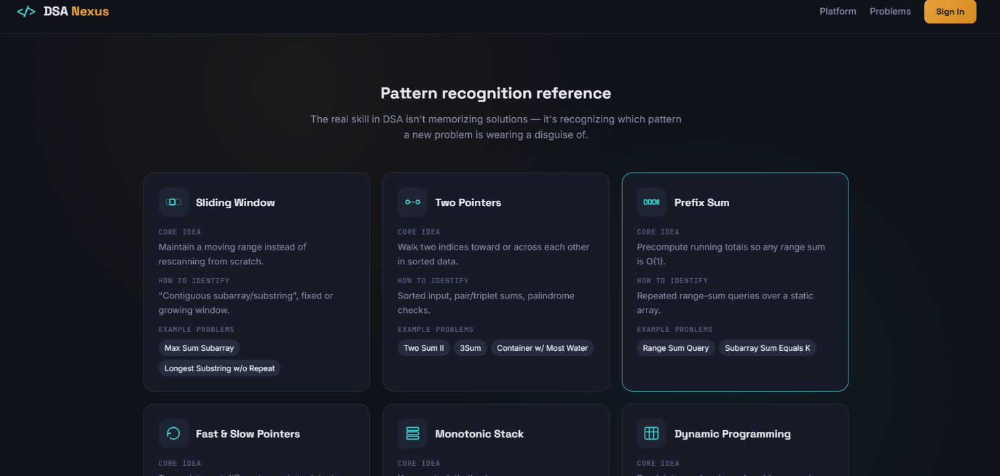 </> DSA Nexus
Platform
Problems
Sign In
Pattern recognition reference
The real skill in DSA isn't memorizing solutions — it's recognizing which pattern
a new problem is wearing a disguise of.
Sliding Window
CORE IDEA
Maintain a moving range instead of
rescanning from scratch.
HOW TO IDENTIFY
"Contiguous subarray/substring", fixed or
growing window.
EXAMPLE PROBLEMS
Max Sum Subarray
Longest Substring w/o Repeat
Two Pointers
CORE IDEA
Walk two indices toward or across each other
in sorted data.
HOW TO IDENTIFY
Sorted input, pair/triplet sums, palindrome
checks.
EXAMPLE PROBLEMS
Two Sum II
3Sum
Container w/ Most Water
Prefix Sum
CORE IDEA
Precompute running totals so any range sum
is O(1).
HOW TO IDENTIFY
Repeated range-sum queries over a static
array.
EXAMPLE PROBLEMS
Range Sum Query
Subarray Sum Equals K
Fast & Slow Pointers
CORE IDEA
Monotonic Stack
CORE IDEA
Dynamic Programming
CORE IDEA